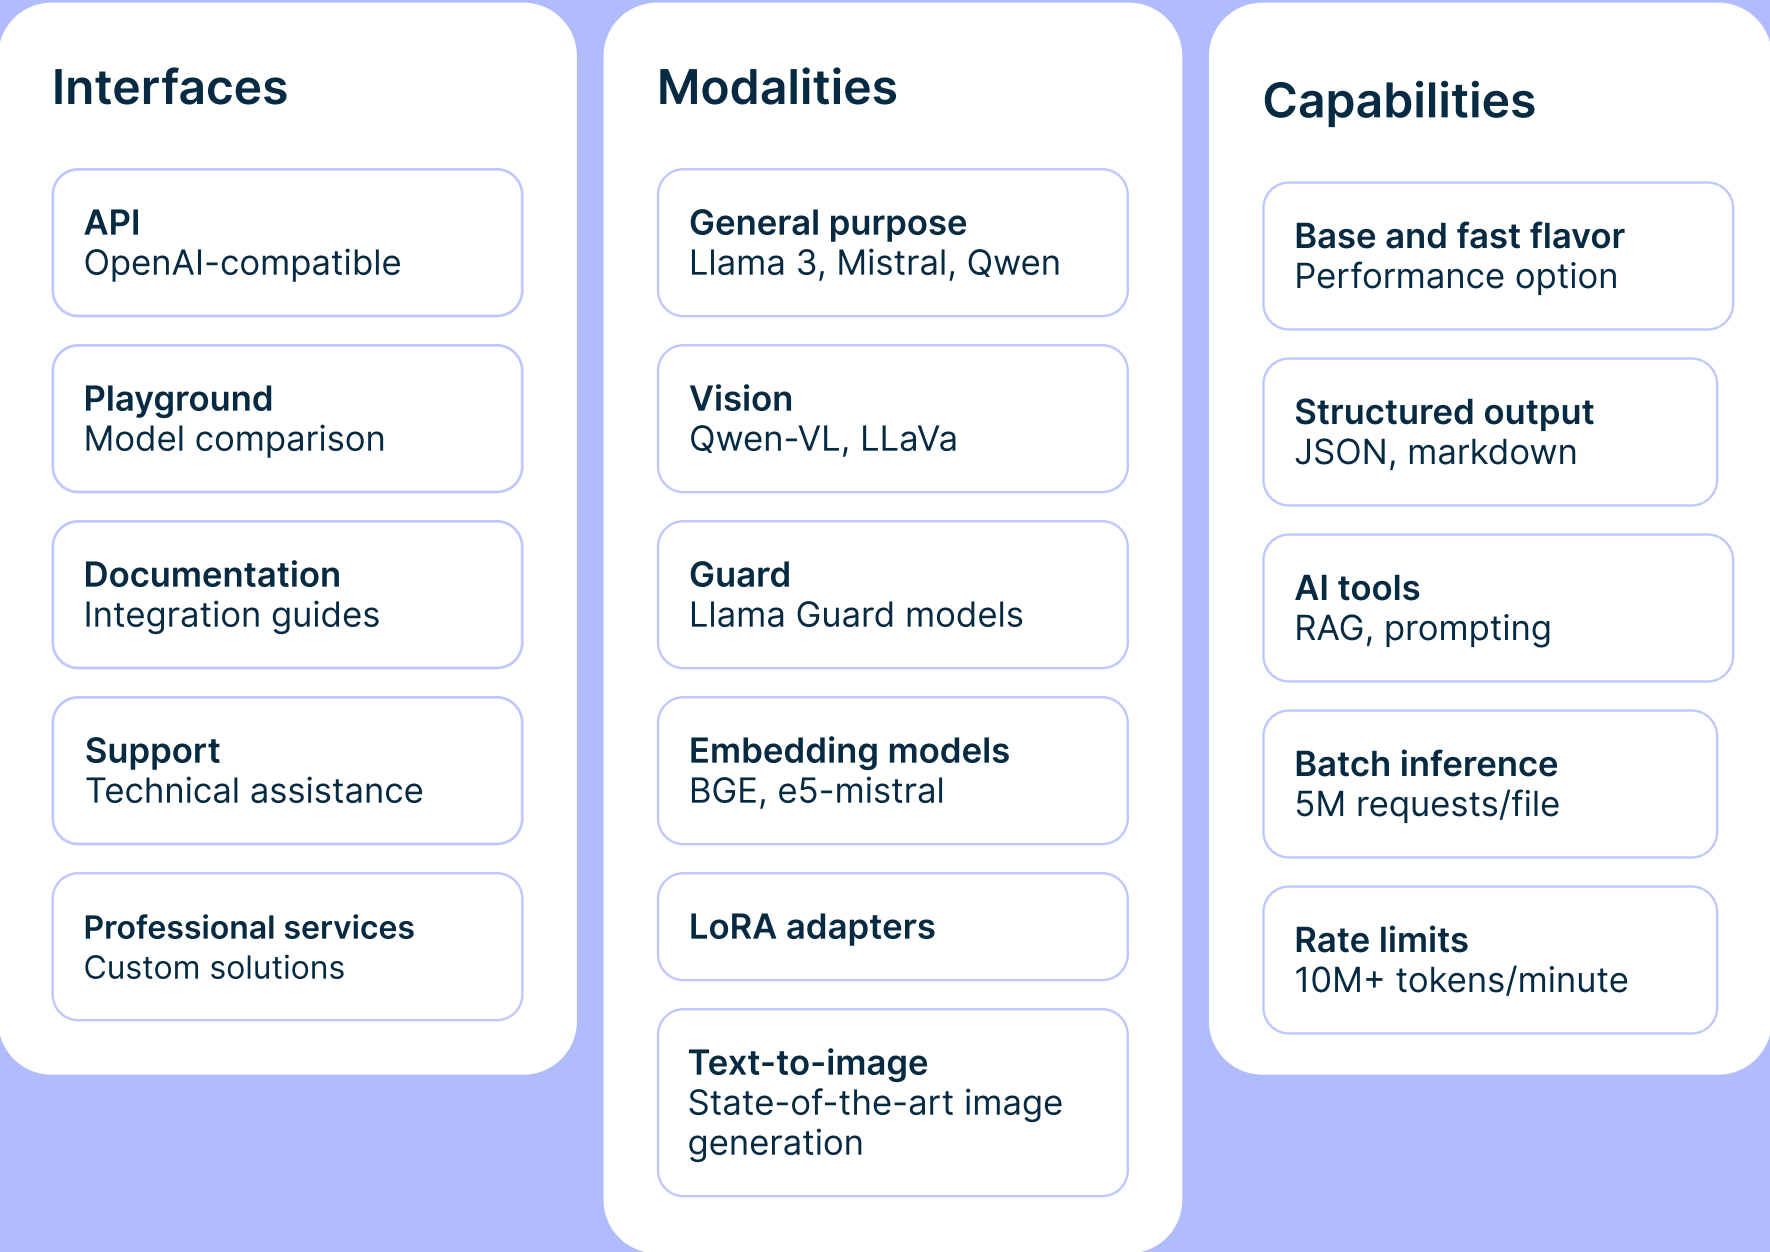 Interfaces
API
OpenAI-compatible
Playground
Model comparison
Documentation
Integration guides
Support
Technical assistance
Professional services
Custom solutions
Modalities
General purpose
Llama 3, Mistral, Qwen
Vision
Qwen-VL, LLaVa
Guard
Llama Guard models
Embedding models
BGE, e5-mistral
LoRA adapters
Text-to-image
State-of-the-art image
generation
Capabilities
Base and fast flavor
Performance option
Structured output
JSON, markdown
AI tools
RAG, prompting
Batch inference
5M requests/file
Rate limits
10M+ tokens/minute